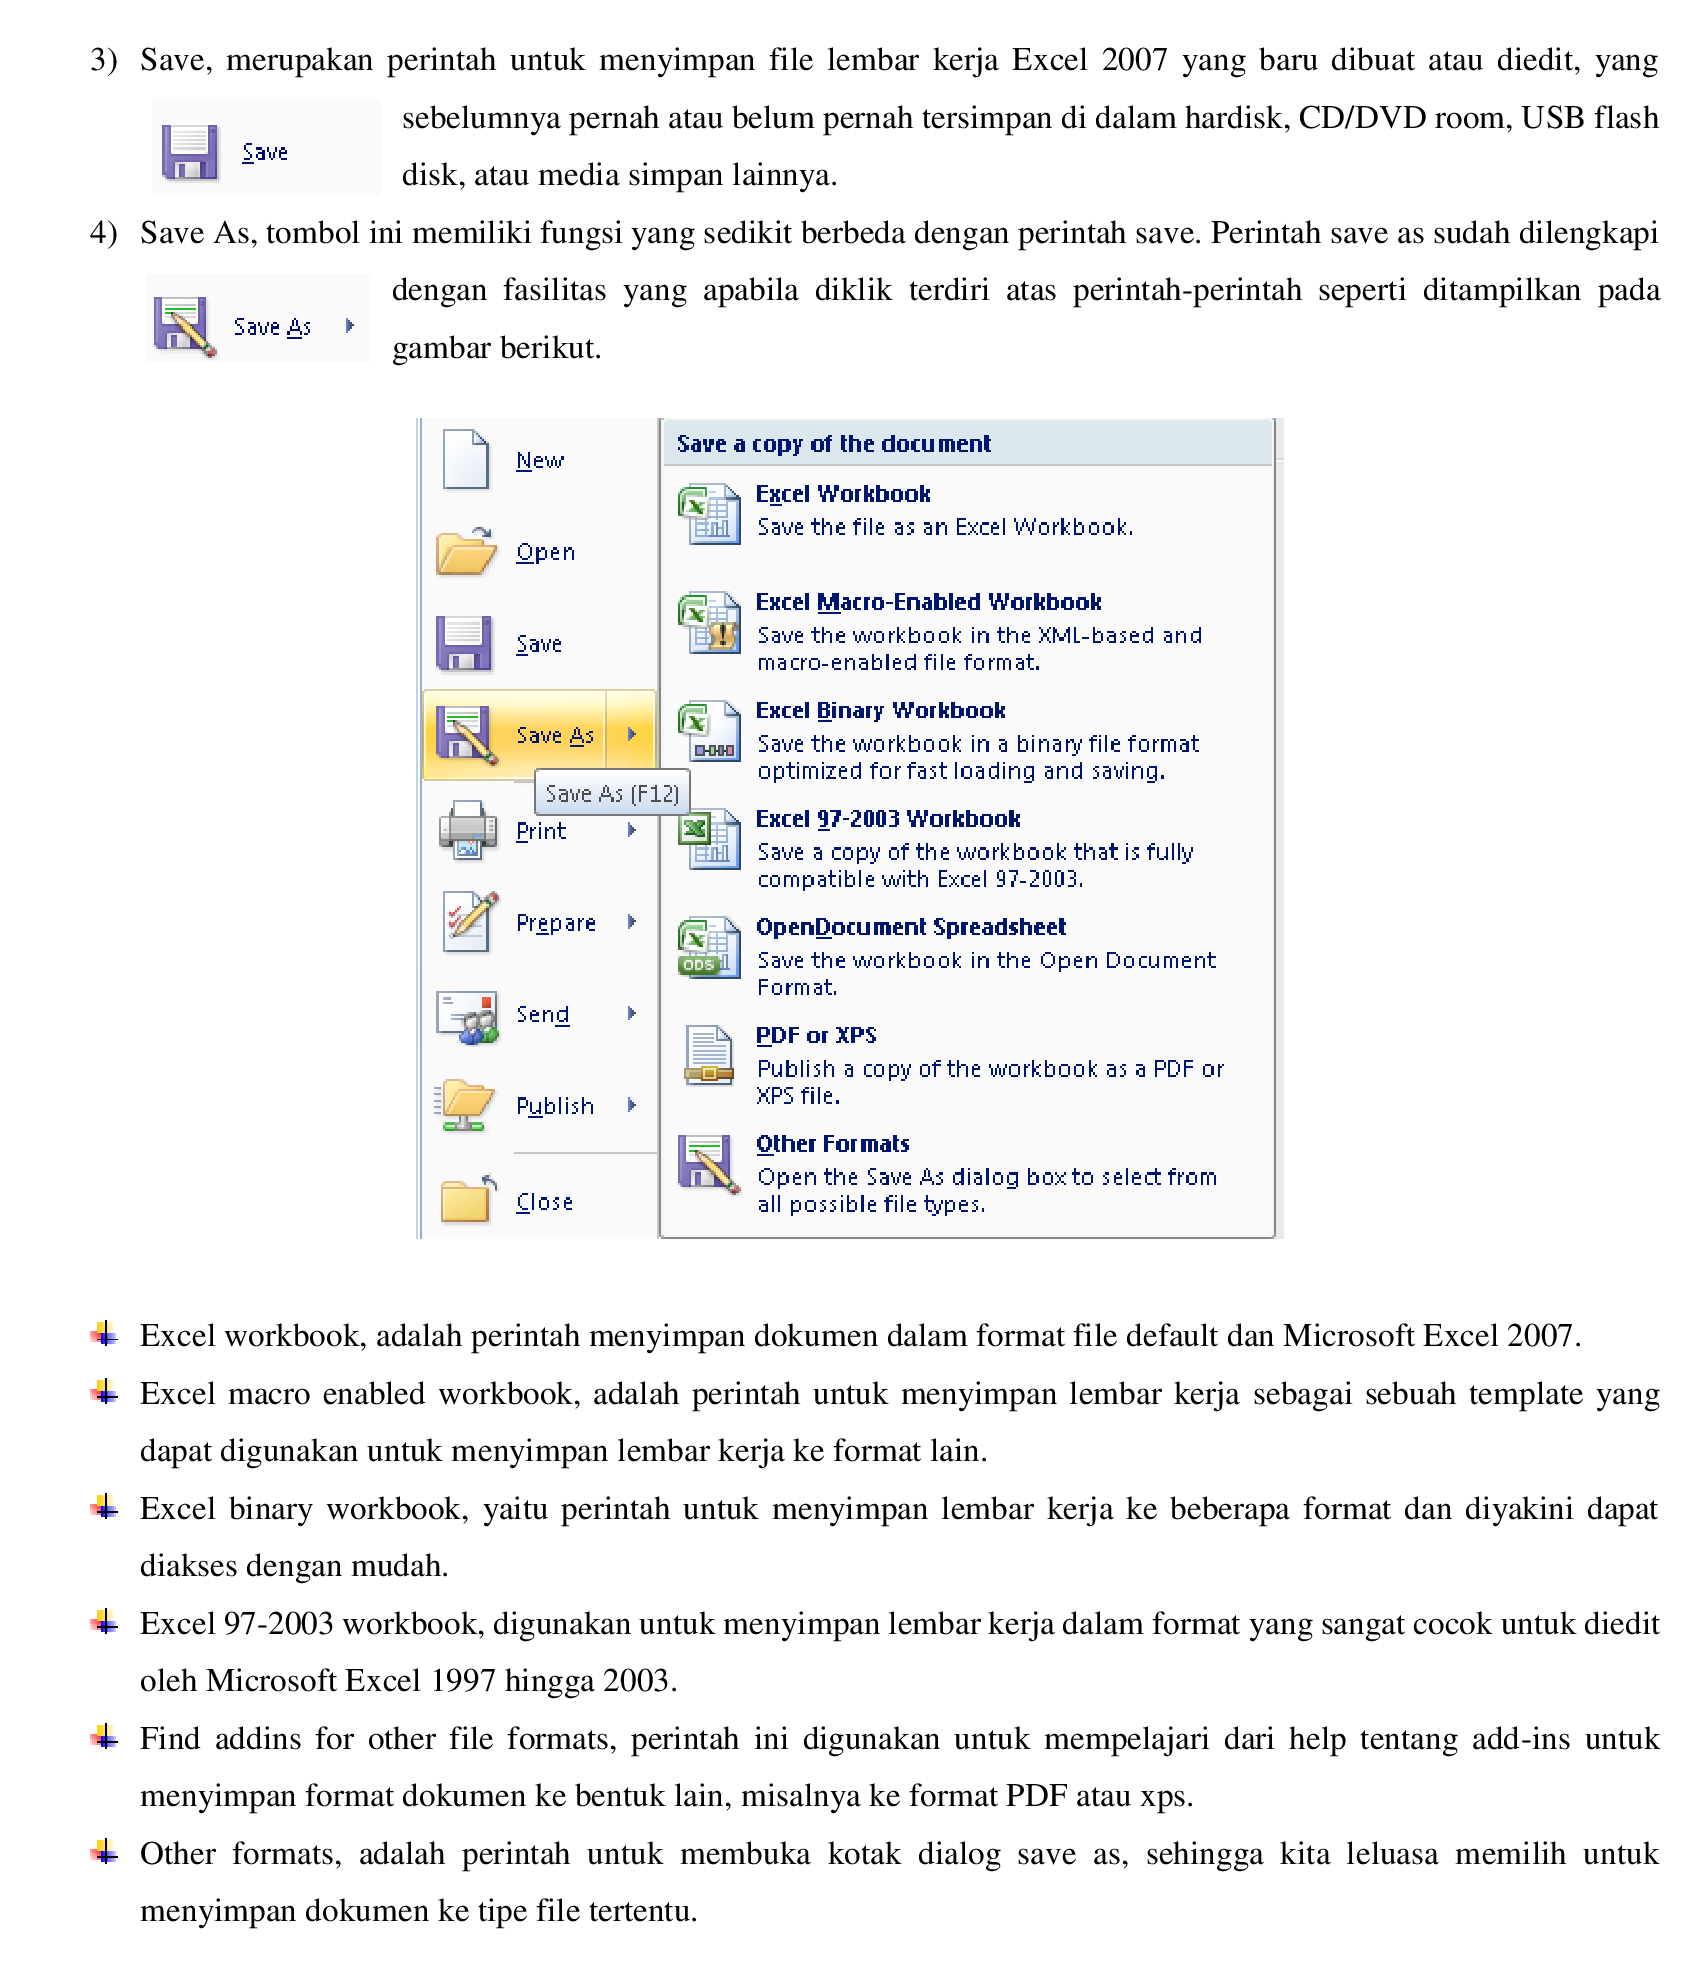 3) Save, merupakan perintah untuk menyimpan file lembar kerja Excel 2007 yang baru dibuat atau diedit, yang
sebelumnya pernah atau belum pernah tersimpan di dalam hardisk, CD/DVD room, USB flash
Save
disk, atau media simpan lainnya.
4) Save As, tombol ini memiliki fungsi yang sedikit berbeda dengan perintah save. Perintah save as sudah dilengkapi
dengan fasilitas yang apabila diklik terdiri atas perintah-perintah seperti ditampilkan pada
Save As
gambar berikut.
New
Open
Save
Save As
Save As (F12)
Print
Prepare
Send
Publish
Close
Save a copy of the document
Excel Workbook
Save the file as an Excel Workbook.
Excel Macro-Enabled Workbook
Save the workbook in the XML-based and
macro-enabled file format.
Excel Binary Workbook
Save the workbook in a binary file format
optimized for fast loading and saving.
Excel 97-2003 Workbook
Save a copy of the workbook that is fully
compatible with Excel 97-2003.
OpenDocument Spreadsheet
Save the workbook in the Open Document
Format.
ODS
PDF or XPS
Publish a copy of the workbook as a PDF or
XPS file.
Other Formats
Open the Save As dialog box to select from
all possible file types.
Excel workbook, adalah perintah menyimpan dokumen dalam format file default dan Microsoft Excel 2007.
Excel macro enabled workbook, adalah perintah untuk menyimpan lembar kerja sebagai sebuah template yang
dapat digunakan untuk menyimpan lembar kerja ke format lain.
Excel binary workbook, yaitu perintah untuk menyimpan lembar kerja ke beberapa format dan diyakini dapat
diakses dengan mudah.
Excel 97-2003 workbook, digunakan untuk menyimpan lembar kerja dalam format yang sangat cocok untuk diedit
oleh Microsoft Excel 1997 hingga 2003.
Find addins for other file formats, perintah ini digunakan untuk mempelajari dari help tentang add-ins untuk
menyimpan format dokumen ke bentuk lain, misalnya ke format PDF atau xps.
Other formats, adalah perintah untuk membuka kotak dialog save as, sehingga kita leluasa memilih untuk
menyimpan dokumen ke tipe file tertentu.